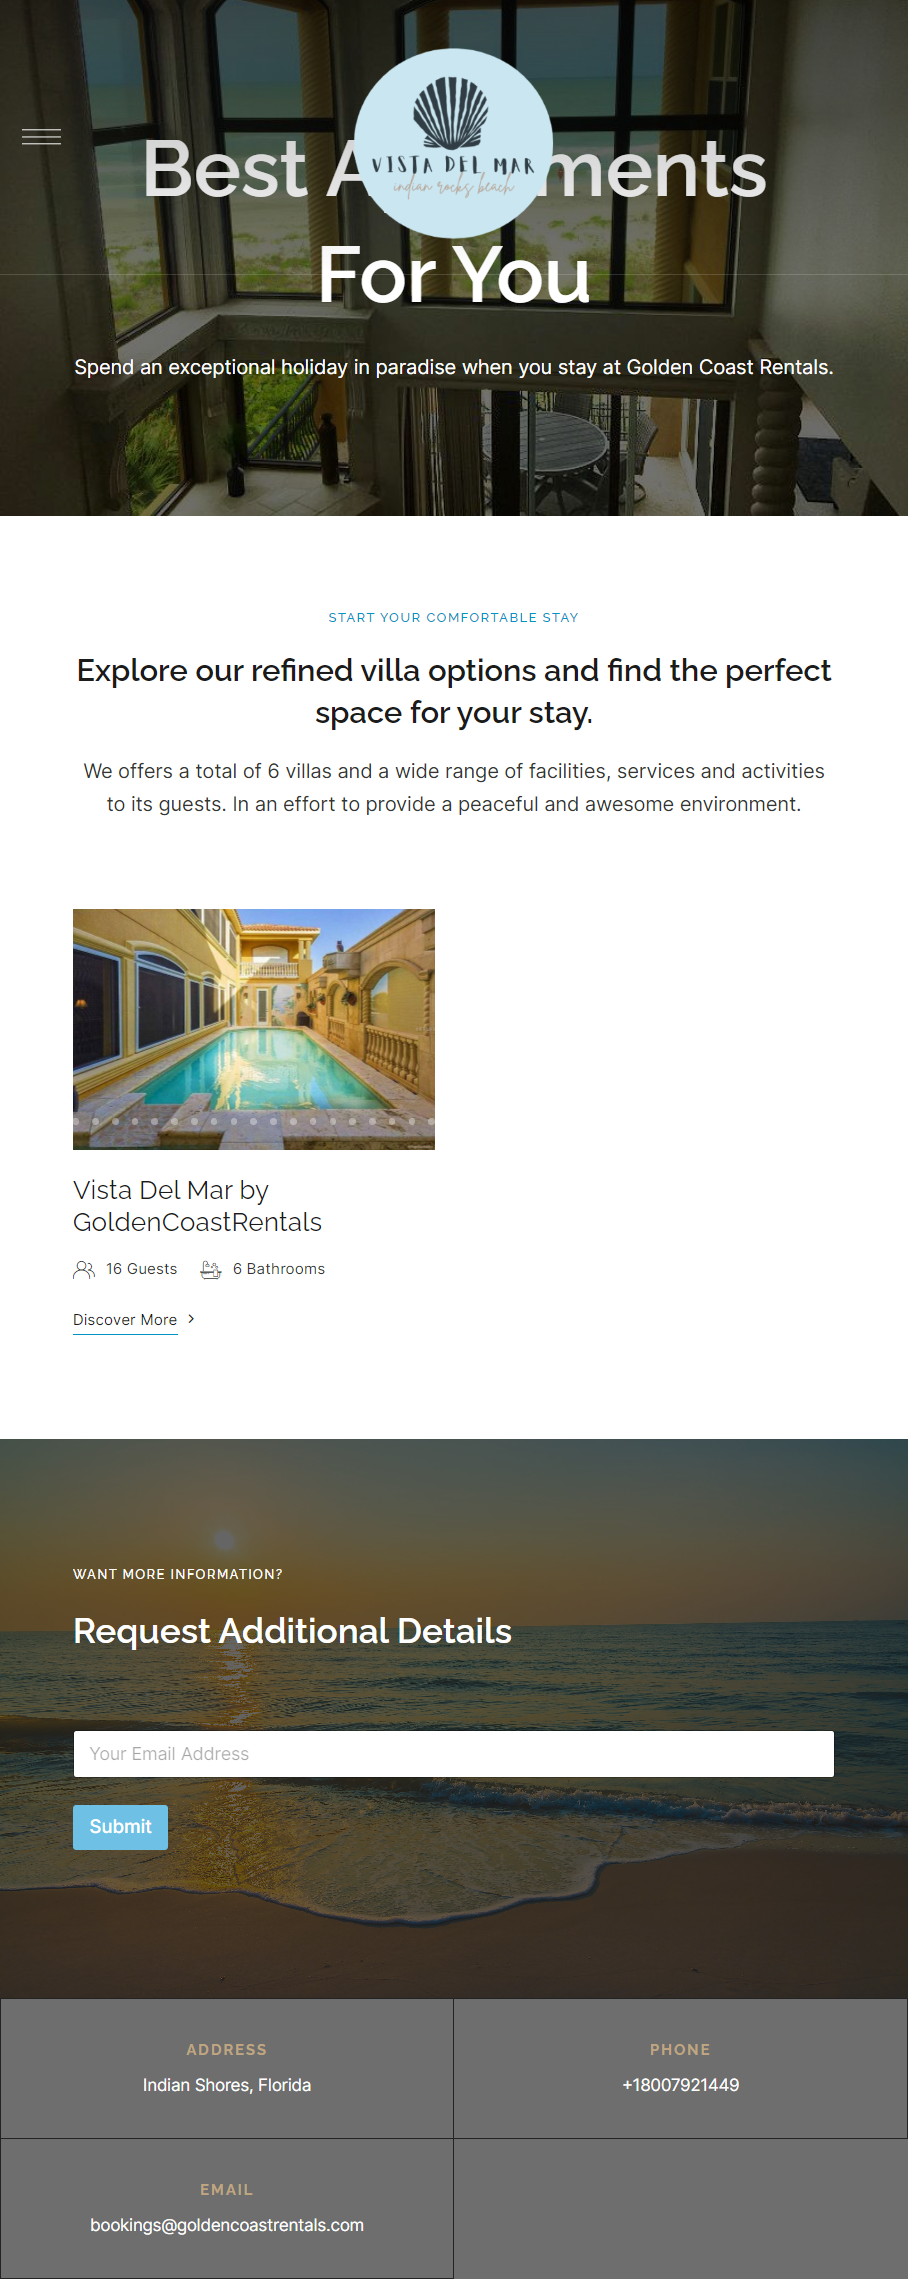 VISTA DEL MAR
indian rocks beach
Best A ments
For You
Spend an exceptional holiday in paradise when you stay at Golden Coast Rentals.
START YOUR COMFORTABLE STAY
Explore our refined villa options and find the perfect
space for your stay.
We offers a total of 6 villas and a wide range of facilities, services and activities
to its guests. In an effort to provide a peaceful and awesome environment.
Vista Del Mar by
GoldenCoastRentals
16 Guests 6 Bathrooms
Discover More
WANT MORE INFORMATION?
Request Additional Details
Your Email Address
Submit
ADDRESS
Indian Shores, Florida
PHONE
+18007921449
EMAIL
bookings@goldencoastrentals.com